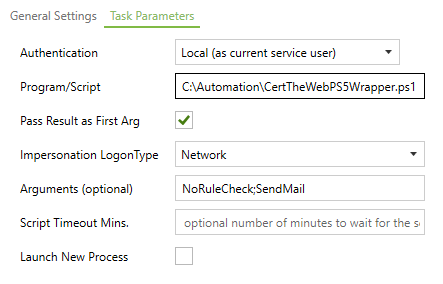 General Settings Task Parameters
Authentication Local (as current service user)
Program/Script C:\Automation\CertTheWebPS5Wrapper.ps1
Pass Result as First Arg
Impersonation LogonType Network
Arguments (optional) NoRuleCheck;SendMail
Script Timeout Mins. optional number of minutes to wait for the
Launch New Process